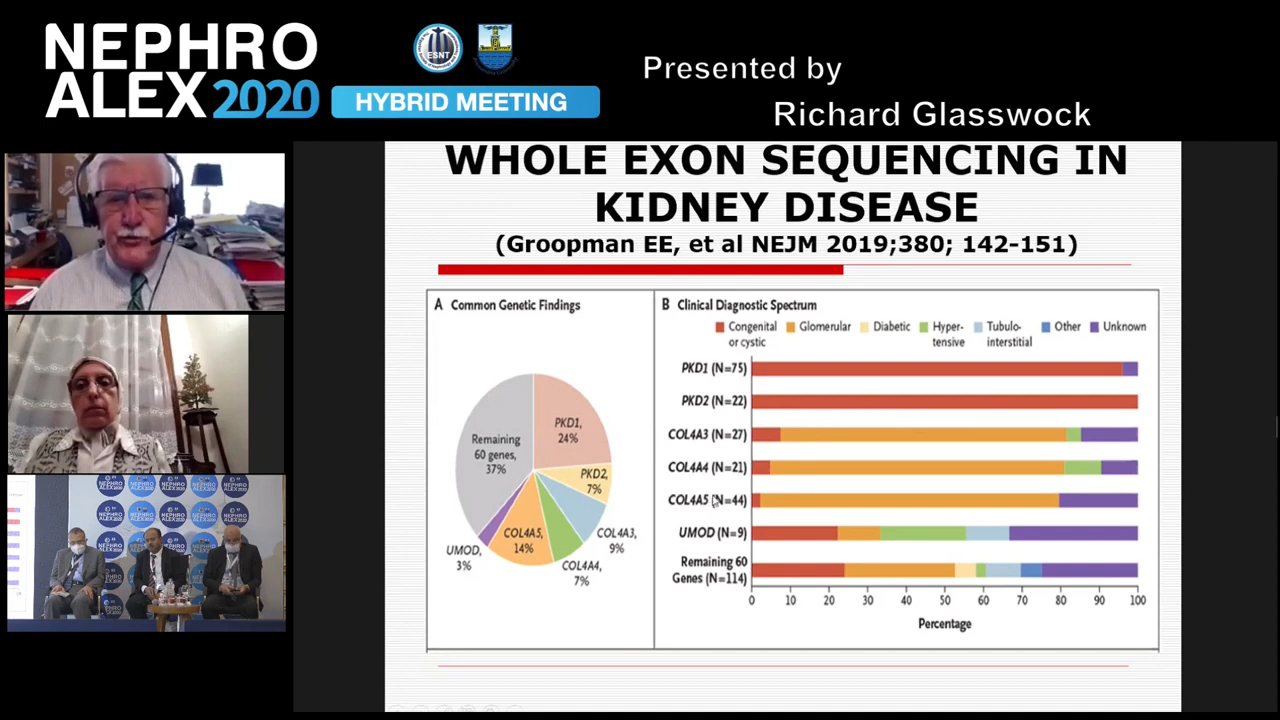 NEPHRO
ALEX2020
HYBRID MEETING
ESNT
Presented by
Richard Glasswock
WHOLE EXON SEQUENCING IN
KIDNEY DISEASE
(Groopman EE, et al NEJM 2019;380; 142-151)
A Common Genetic Findings
PKD1,
24%
PKD2,
7%
COL4A3,
9%
COL4A4,
7%
COL4A5,
14%
UMOD,
3%
Remaining
60 genes,
37%
B Clinical Diagnostic Spectrum
Congenital
or cystic
Glomerular
Diabetic
Hyper-
tensive
Tubulo-
interstitial
Other
Unknown
PKD1 (N=75)
PKD2 (N=22)
COL4A3 (N=27)
COL4A4 (N=21)
COL4A5 (N=44)
UMOD (N=9)
Remaining 60
Genes (N=114)
0 10 20 30 40 50 60 70 80 90 100
Percentage
NEPHRO
ALEX